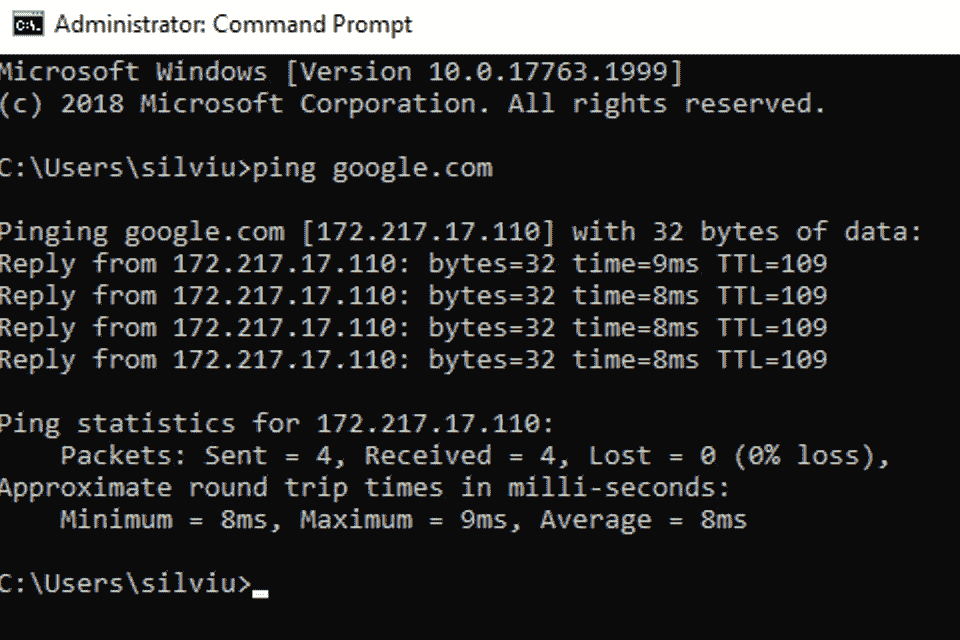 Administrator: Command Prompt
Microsoft Windows [Version 10.0.17763.1999]
(c) 2018 Microsoft Corporation. All rights reserved.
C:\Users\silviu>ping google.com
Pinging google.com [172.217.17.110] with 32 bytes of data:
Reply from 172.217.17.110: bytes=32 time=9ms TTL=109
Reply from 172.217.17.110: bytes=32 time=8ms TTL=109
Reply from 172.217.17.110: bytes=32 time=8ms TTL=109
Reply from 172.217.17.110: bytes=32 time=8ms TTL=109
Ping statistics for 172.217.17.110:
    Packets: Sent = 4, Received = 4, Lost = 0 (0% loss),
Approximate round trip times in milli-seconds:
    Minimum = 8ms, Maximum = 9ms, Average = 8ms
C:\Users\silviu>